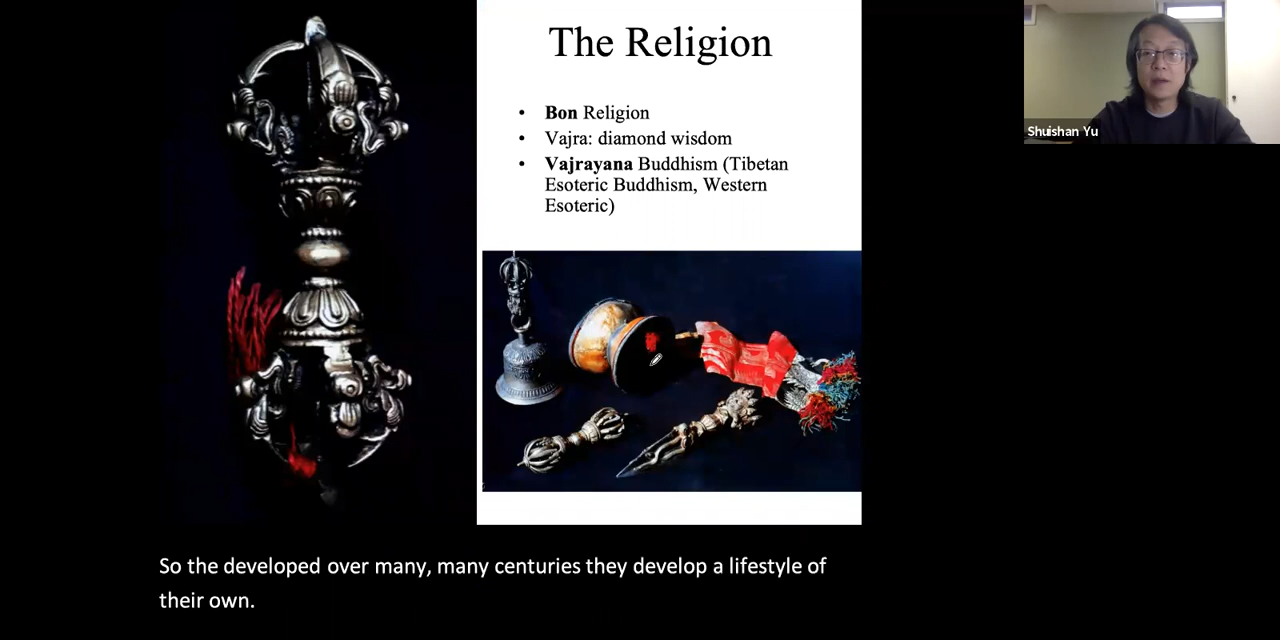 The Religion
• Bon Religion
• Vajra: diamond wisdom
• Vajrayana Buddhism (Tibetan
Esoteric Buddhism, Western
Esoteric)
Shuishan Yu
So the developed over many, many centuries they develop a lifestyle of
their own.